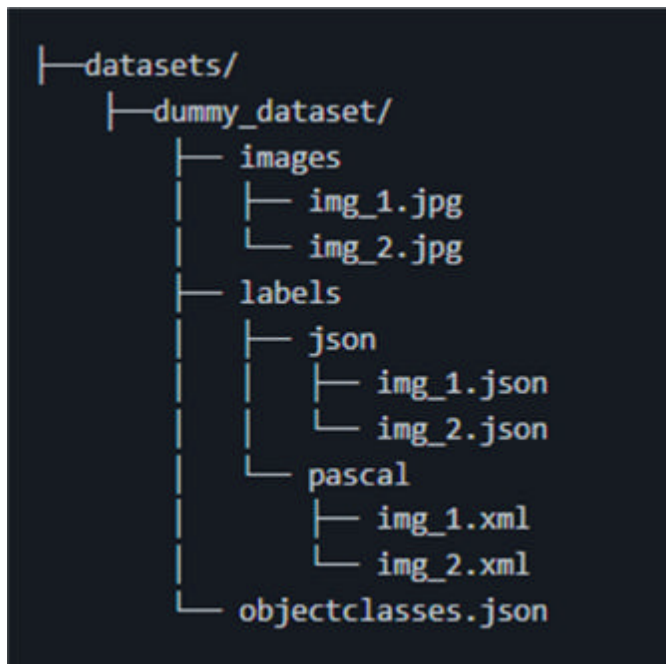 ├──datasets/
    ├──dummy_dataset/
        ├── images
        │   ├── img_1.jpg
        │   └── img_2.jpg
        ├── labels
        │   ├── json
        │   │   ├── img_1.json
        │   │   └── img_2.json
        │   └── pascal
        │       ├── img_1.xml
        │       └── img_2.xml
        └── objectclasses.json